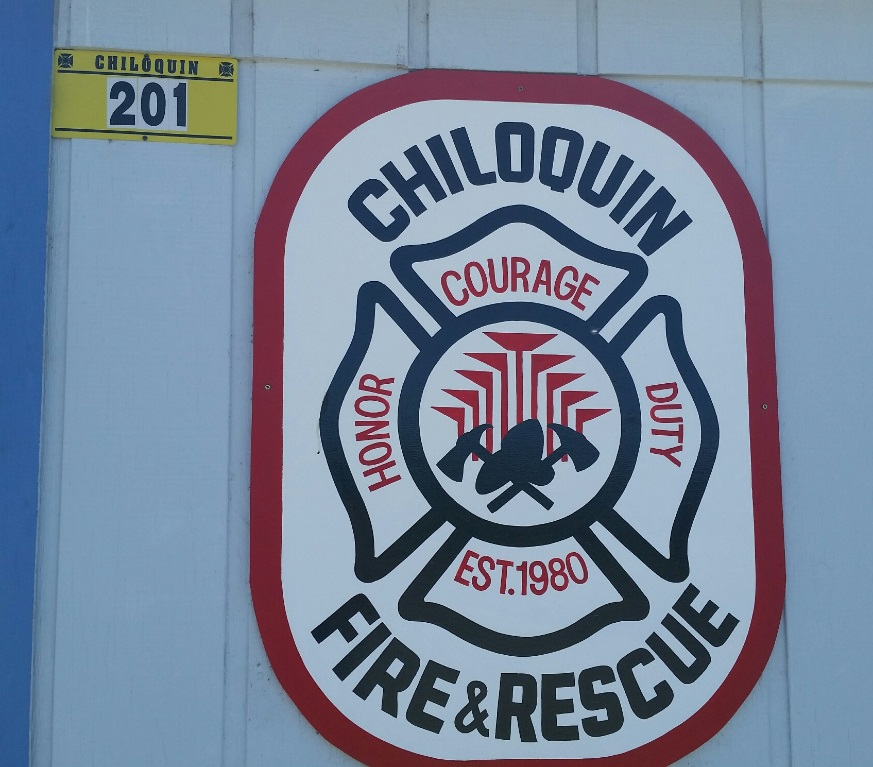 CHILÔQUIN
201
CHILOQUIN
COURAGE
HONOR
DUTY
EST.1980
FIRE & RESCUE